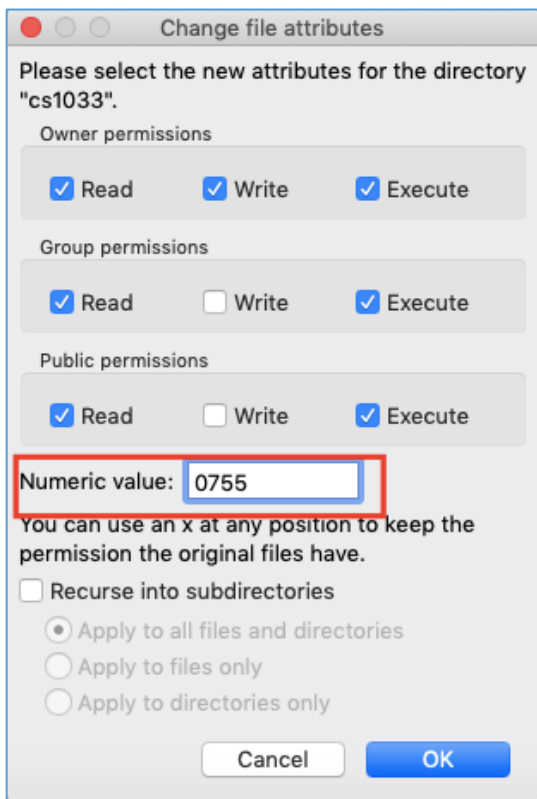 Change file attributes
Please select the new attributes for the directory
"cs1033".
Owner permissions
Read Write Execute
Group permissions
Read Write Execute
Public permissions
Read Write Execute
Numeric value: 0755
You can use an x at any position to keep the
permission the original files have.
Recurse into subdirectories
Apply to all files and directories
Apply to files only
Apply to directories only
Cancel OK